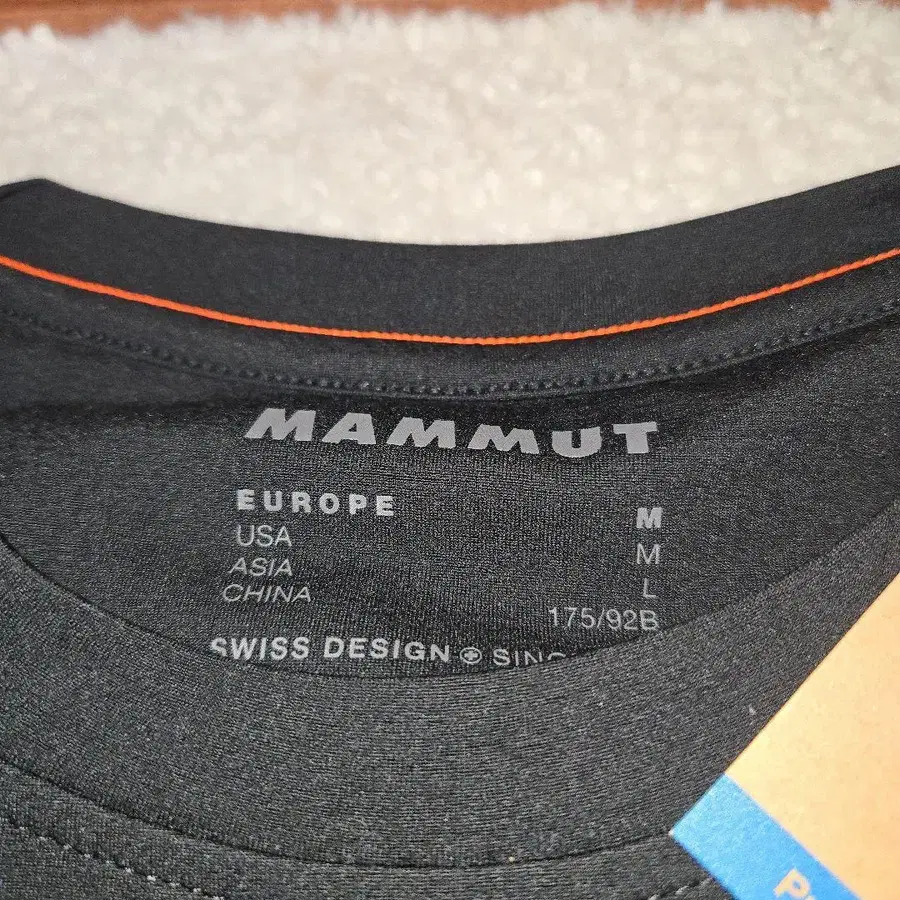 MAMMUT
EUROPE M
USA M
ASIA L
CHINA 175/92B
SWISS DESIGN